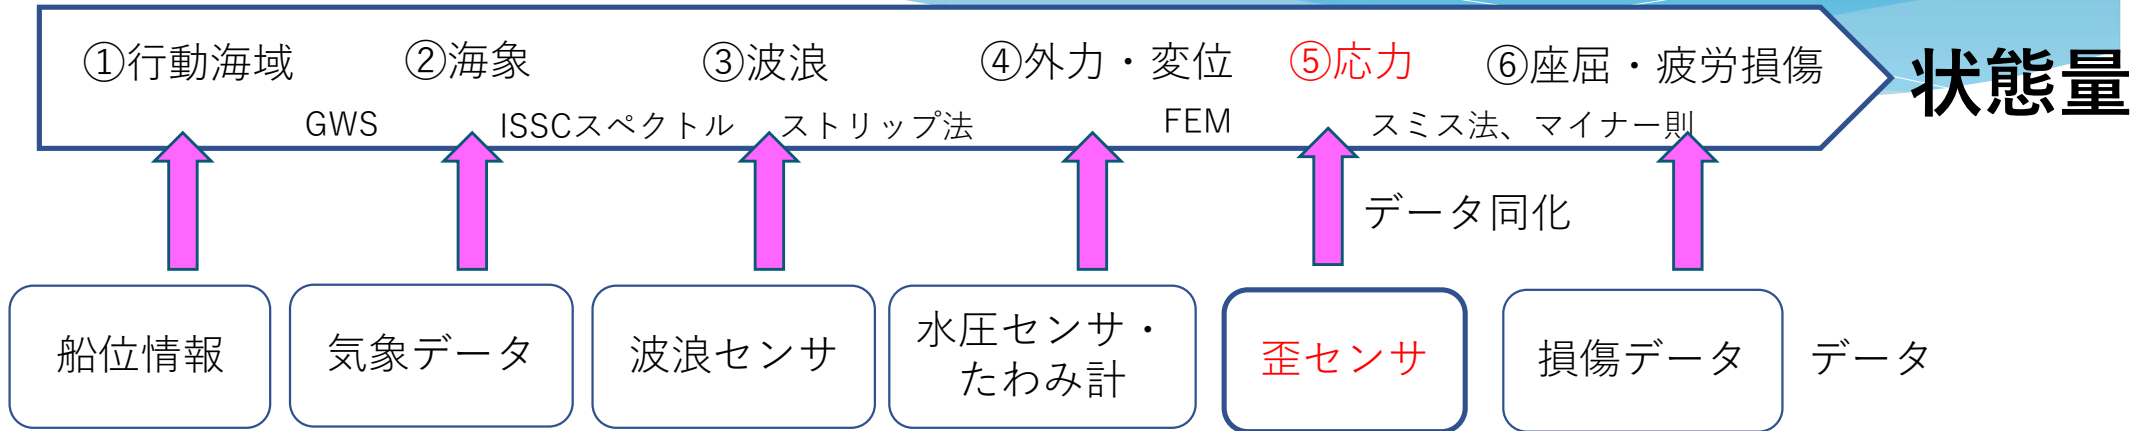 ①行動海域
②海象
③波浪
④外力・変位
⑤応力
⑥座屈・疲労損傷
状態量
GWS
ISSCスペクトル
ストリップ法
FEM
スミス法、マイナー則
データ同化
船位情報
気象データ
波浪センサ
水圧センサ・
たわみ計
歪センサ
損傷データ
データ